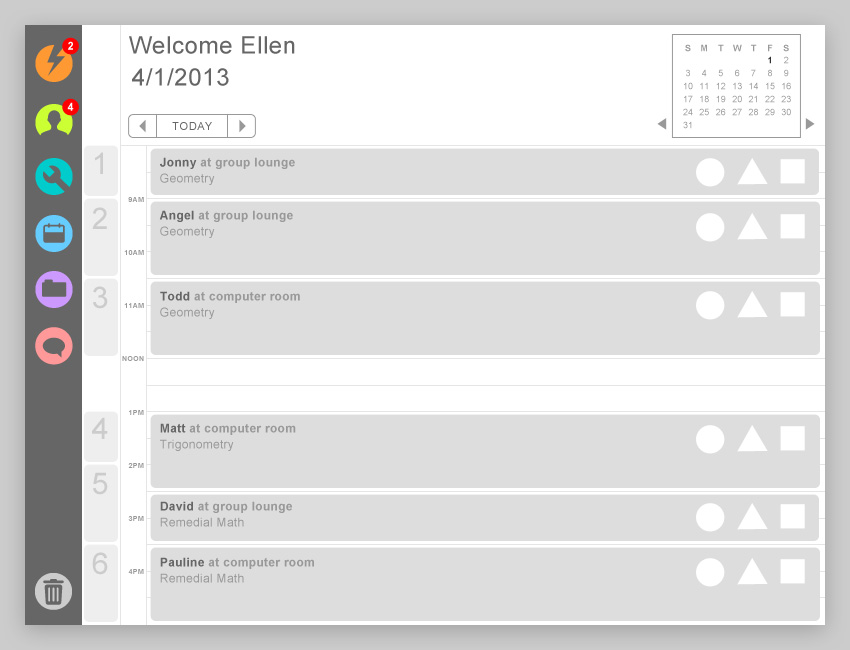 2
4
Welcome Ellen
4/1/2013
TODAY
S M T W T F S
1 2
3 4 5 6 7 8 9
10 11 12 13 14 15 16
17 18 19 20 21 22 23
24 25 26 27 28 29 30
31
1
Jonny at group lounge
Geometry
9AM
2
Angel at group lounge
Geometry
10AM
3
Todd at computer room
Geometry
11AM
NOON
1PM
4
Matt at computer room
Trigonometry
2PM
5
David at group lounge
Remedial Math
3PM
6
Pauline at computer room
Remedial Math
4PM